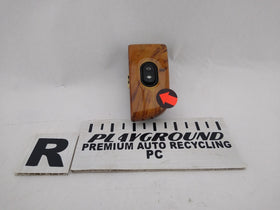 R
PLAYGROUND
PREMIUM AUTO RECYCLING
PC